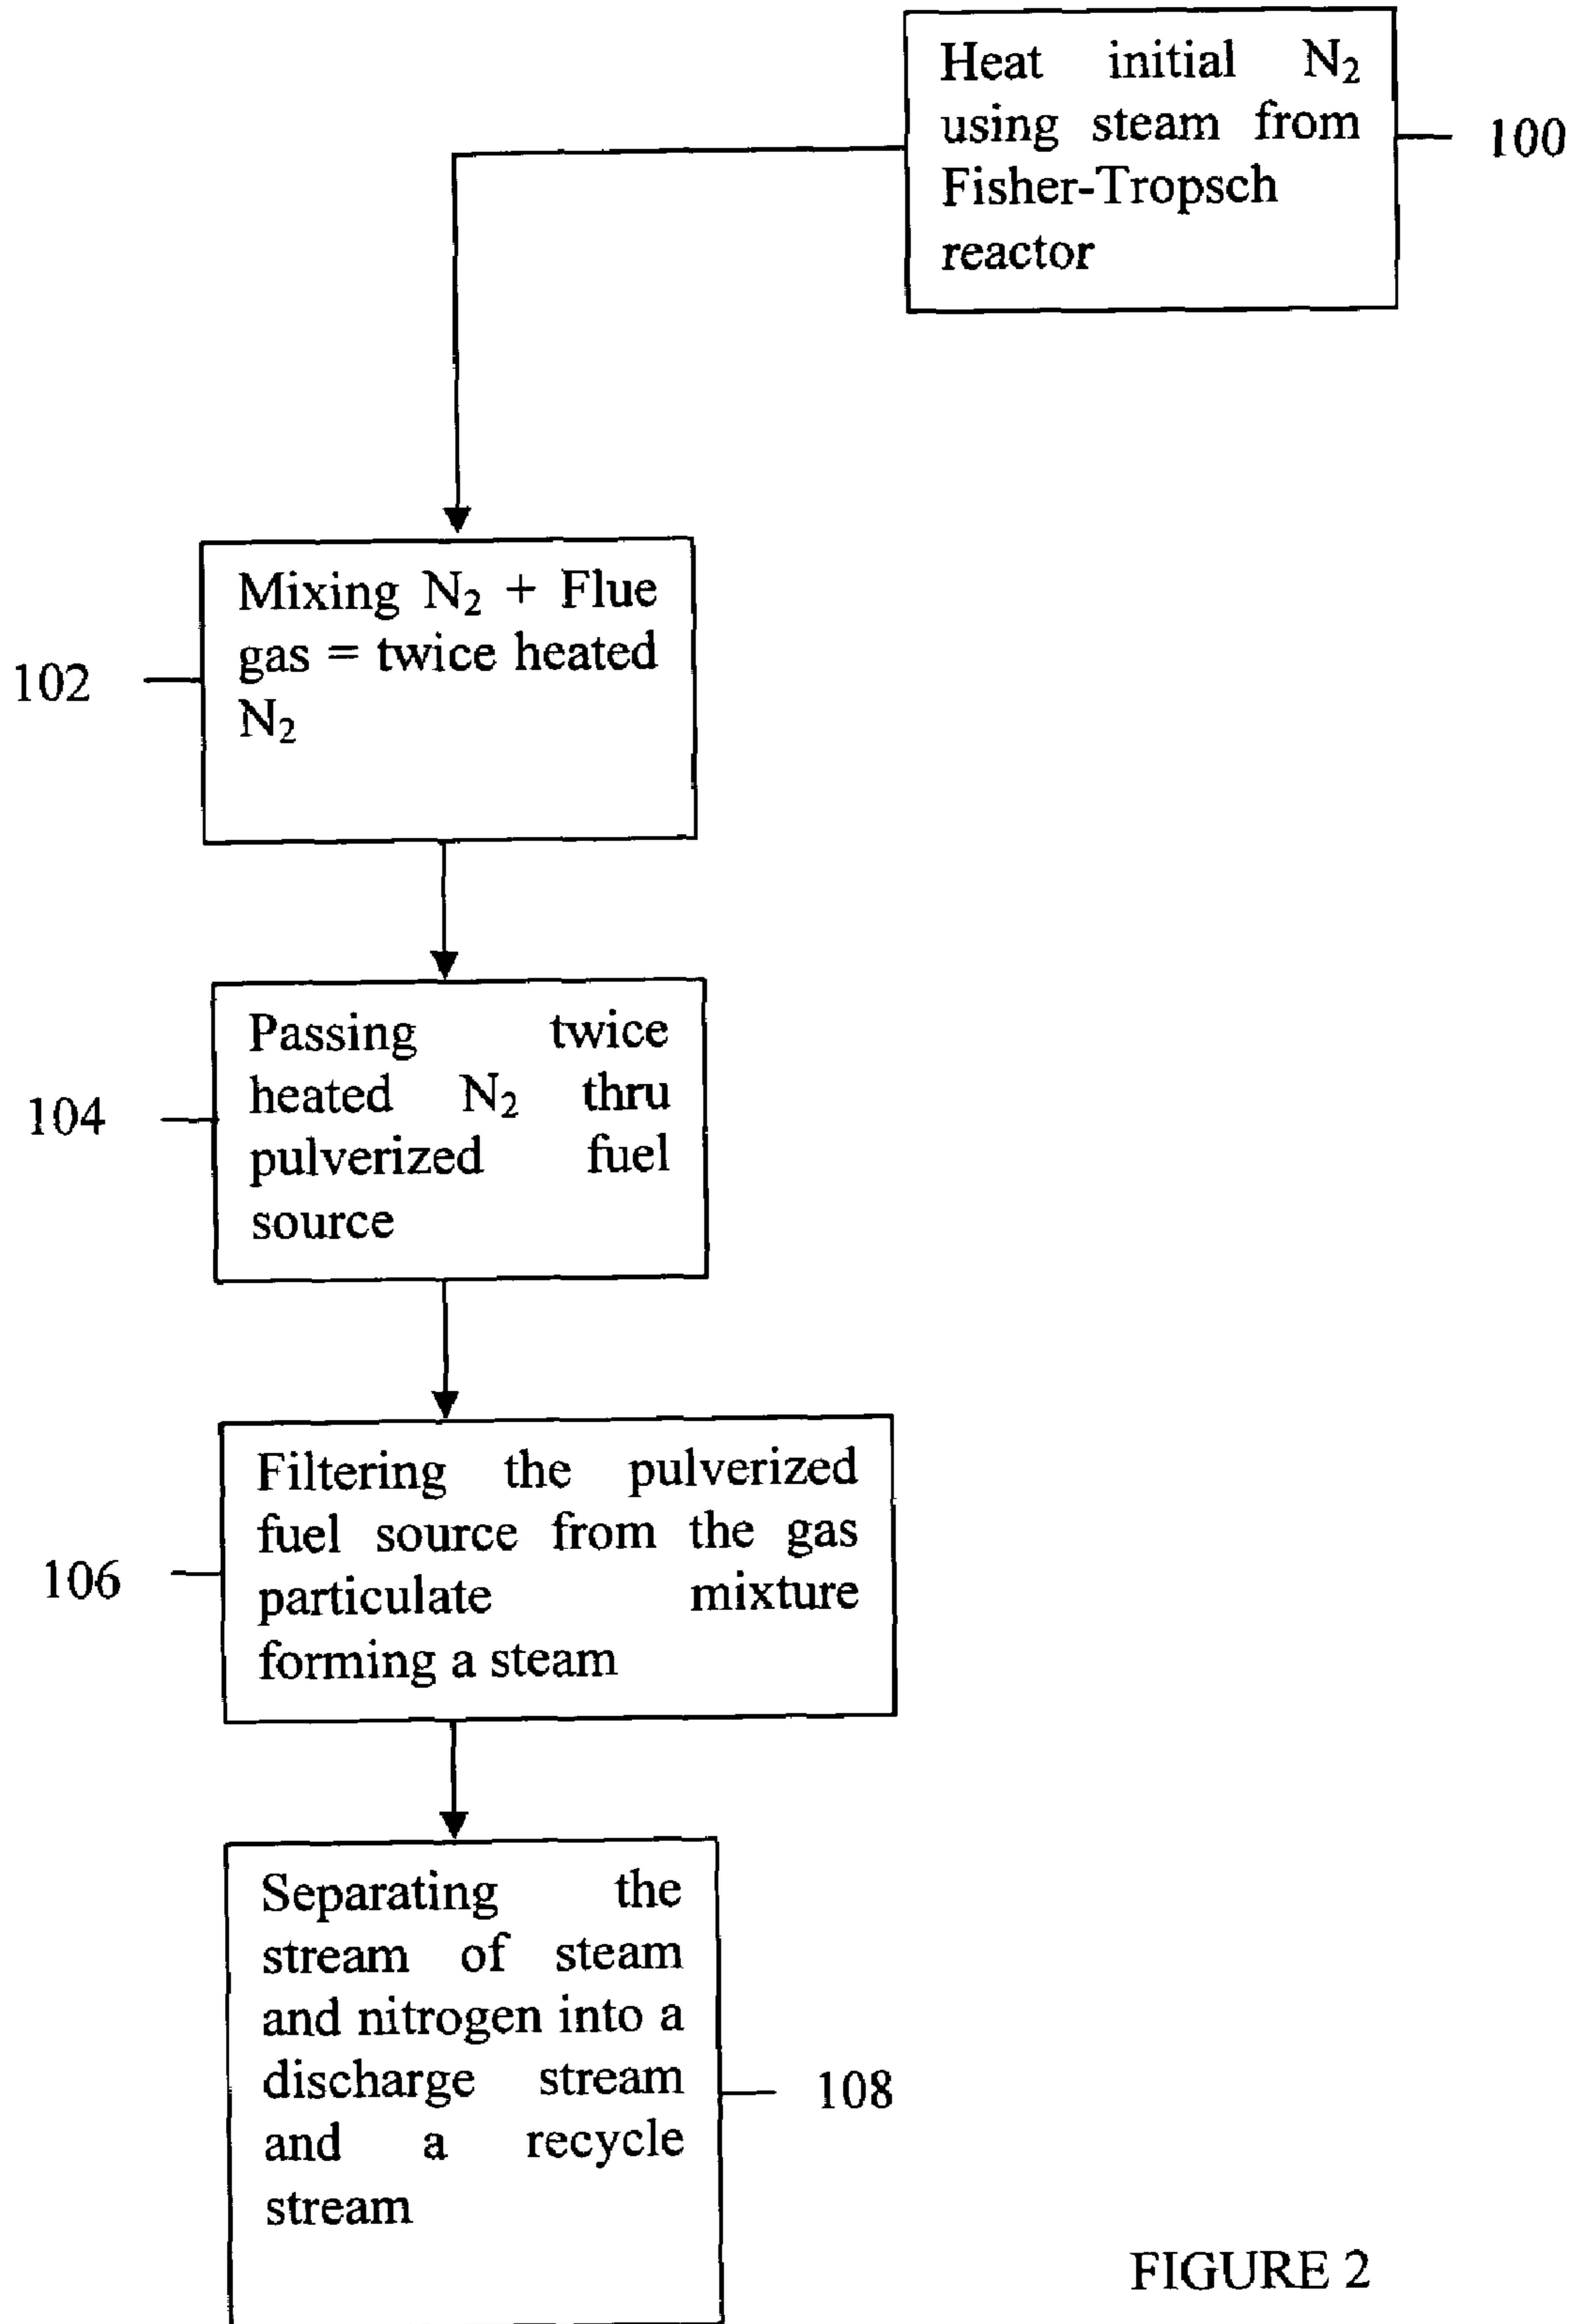 Heat initial N₂
using steam from
Fisher-Tropsch
reactor
100
Mixing N₂ + Flue
gas = twice heated
N₂
102
Passing twice
heated N₂ thru
pulverized fuel
source
104
Filtering the pulverized
fuel source from the gas
particulate mixture
forming a steam
106
Separating the
stream of steam
and nitrogen into a
discharge stream
and a recycle
stream
108
FIGURE 2